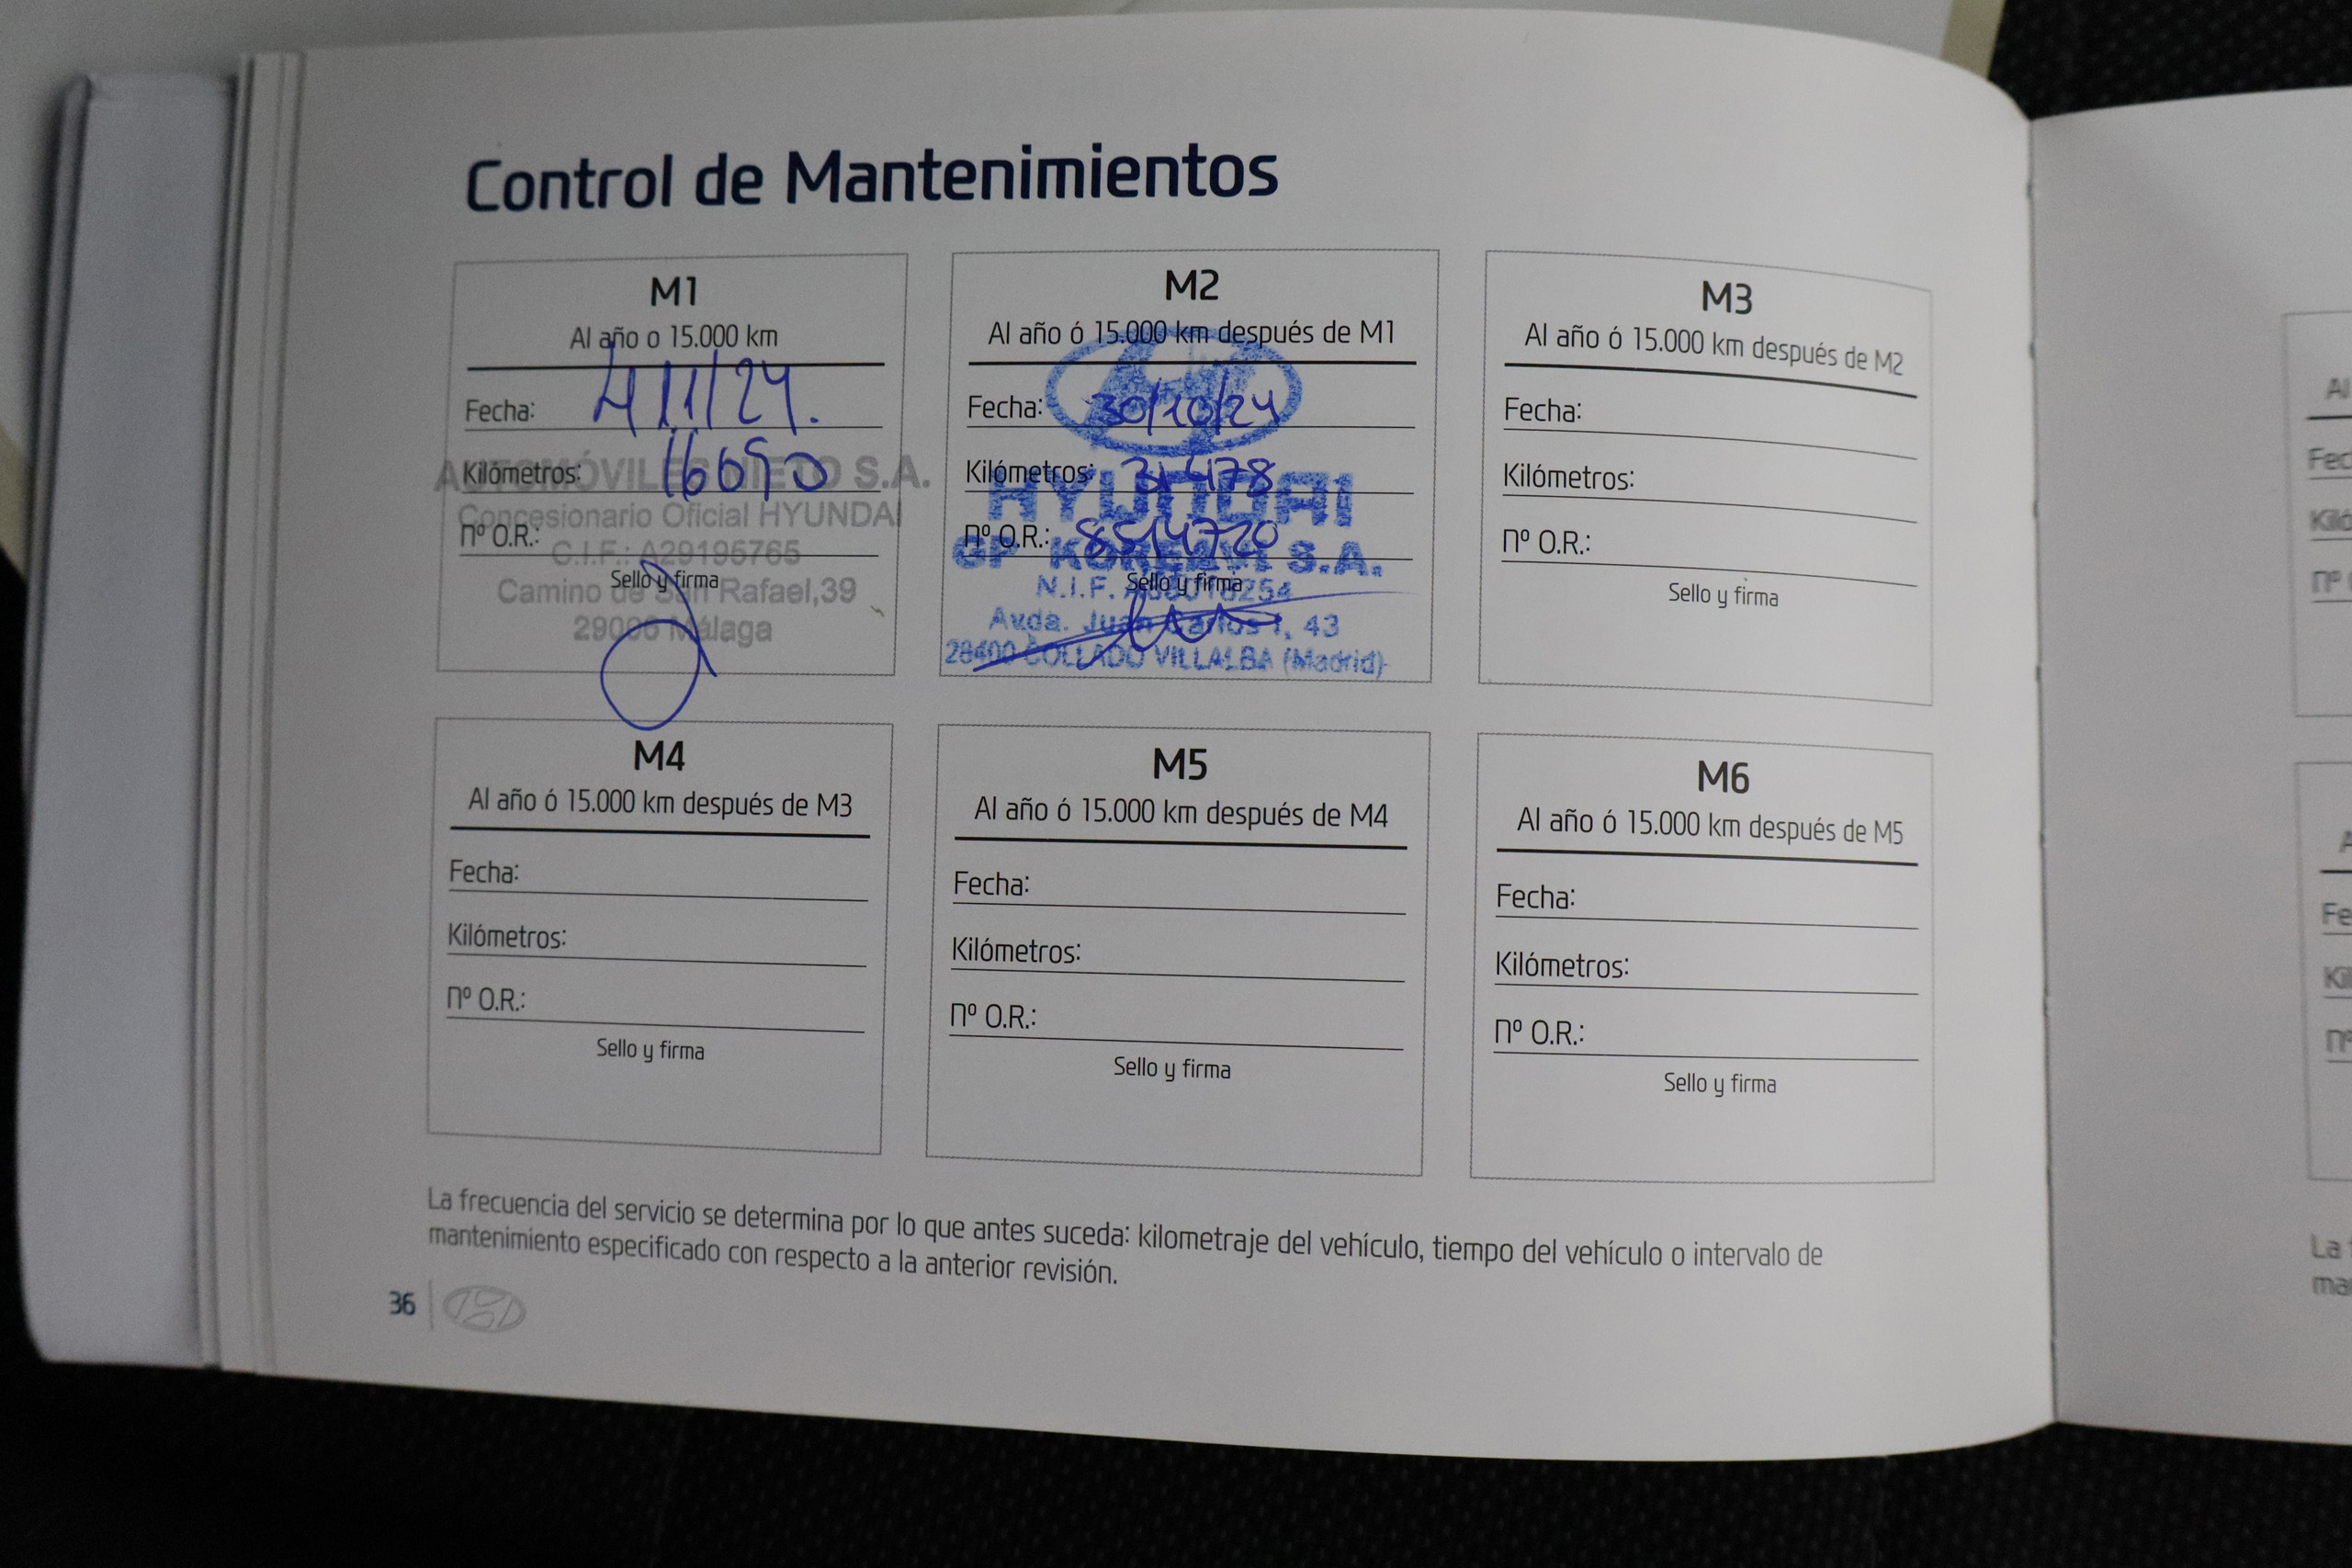 Control de Mantenimientos
M1
Al año o 15.000 km
Fecha: 4/1/24.
Kilómetros: 16090
Nº O.R.:
Sello y firma
AUTOMÓVILES NIETO S.A.
Concesionario Oficial HYUNDAI
C.I.F.: A29195765
Camino de San Rafael,39
29006 Málaga
M2
Al año ó 15.000 km después de M1
Fecha: 30/10/24
Kilómetros: 31478
Nº O.R.:
Sello y firma
HYUNDAI
GP KOREAVI S.A.
N.I.F.
Avda. Juan Carlos I, 43
28400 COLLADO VILLALBA (Madrid)
M3
Al año ó 15.000 km después de M2
Fecha:
Kilómetros:
Nº O.R.:
Sello y firma
M4
Al año ó 15.000 km después de M3
Fecha:
Kilómetros:
Nº O.R.:
Sello y firma
M5
Al año ó 15.000 km después de M4
Fecha:
Kilómetros:
Nº O.R.:
Sello y firma
M6
Al año ó 15.000 km después de M5
Fecha:
Kilómetros:
Nº O.R.:
Sello y firma
La frecuencia del servicio se determina por lo que antes suceda: kilometraje del vehículo, tiempo del vehículo o intervalo de
mantenimiento especificado con respecto a la anterior revisión.
36
Al
La